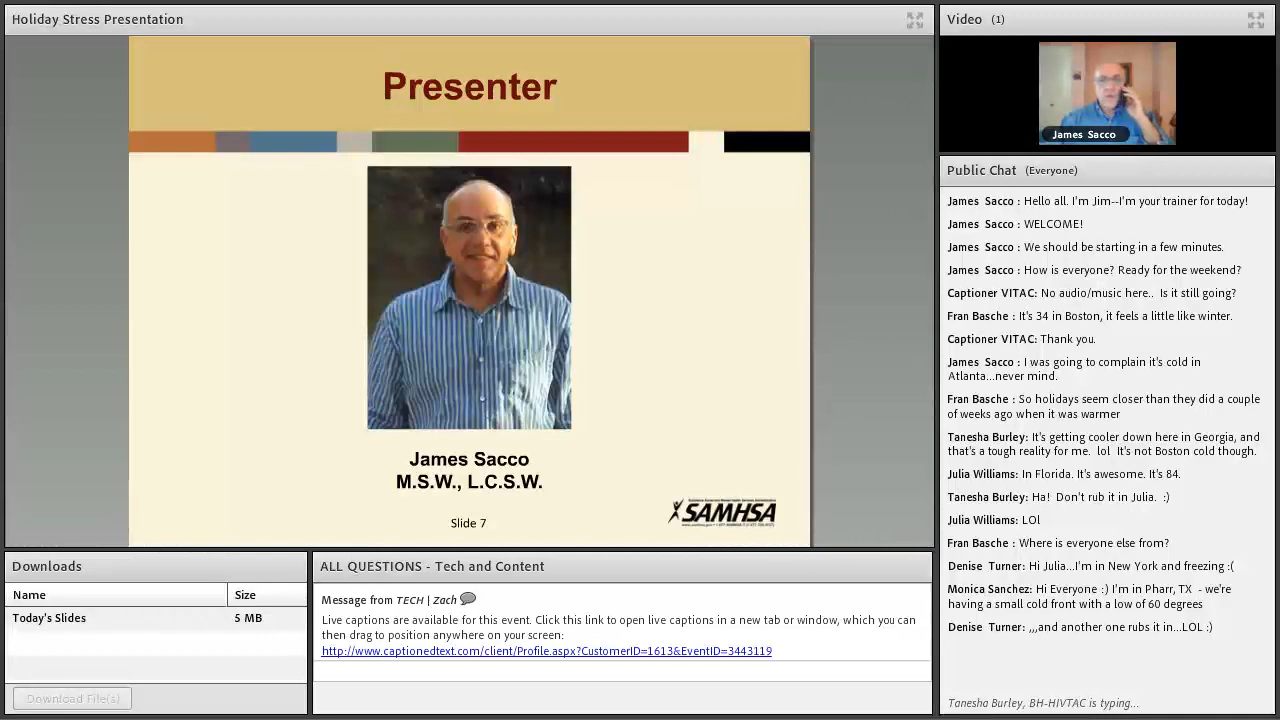 Holiday Stress Presentation
Presenter
James Sacco
M.S.W., L.C.S.W.
Slide 7
SAMHSA
Video (1)
James Sacco
Public Chat (Everyone)
James Sacco : Hello all. I'm Jim--I'm your trainer for today!
James Sacco : WELCOME!
James Sacco : We should be starting in a few minutes.
James Sacco : How is everyone? Ready for the weekend?
Captioner VITAC: No audio/music here.. Is it still going?
Fran Basche : It's 34 in Boston, it feels a little like winter.
Captioner VITAC: Thank you.
James Sacco : I was going to complain it's cold in
Atlanta...never mind.
Fran Basche : So holidays seem closer than they did a couple
of weeks ago when it was warmer
Tanesha Burley: It's getting cooler down here in Georgia, and
that's a tough reality for me. lol It's not Boston cold though.
Julia Williams: In Florida. It's awesome. It's 84.
Tanesha Burley: Ha! Don't rub it in Julia, :)
Julia Williams: LOl
Fran Basche : Where is everyone else from?
Denise Turner: Hi Julia...I'm in New York and freezing :(
Monica Sanchez: Hi Everyone :) I'm in Pharr, TX - we're
having a small cold front with a low of 60 degrees
Denise Turner: ,,,and another one rubs it in...LOL :)
Tanesha Burley, BH-HIVTAC is typing...
Downloads
Name Size
Today's Slides 5 MB
Download File(s)
ALL QUESTIONS - Tech and Content
Message from TECH | Zach
Live captions are available for this event. Click this link to open live captions in a new tab or window, which you can
then drag to position anywhere on your screen:
http://www.captionedtext.com/client/Profile.aspx?CustomerID=1613&EventID=3443119